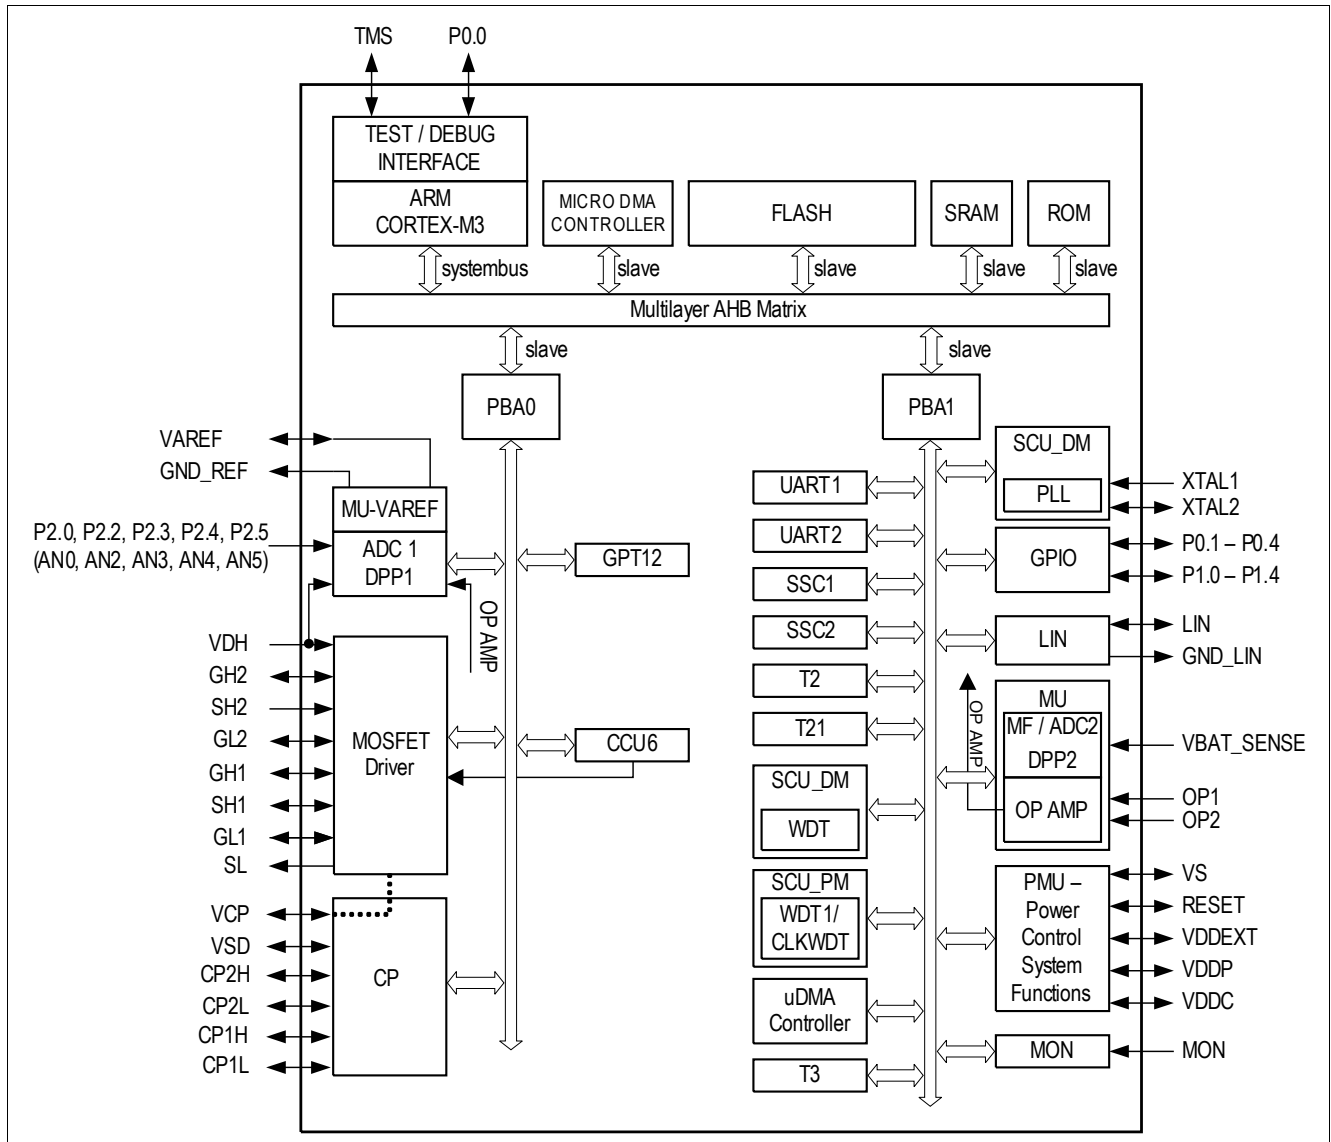 TMS
P0.0
TEST / DEBUG
INTERFACE
ARM
CORTEX-M3
MICRO DMA
CONTROLLER
FLASH
SRAM
ROM
systembus
slave
slave
slave
slave
Multilayer AHB Matrix
slave
slave
PBA0
PBA1
VAREF
GND_REF
MU-VAREF
P2.0, P2.2, P2.3, P2.4, P2.5
(AN0, AN2, AN3, AN4, AN5)
ADC 1
DPP1
GPT12
OP AMP
VDH
GH2
SH2
GL2
GH1
SH1
GL1
SL
MOSFET
Driver
CCU6
VCP
VSD
CP2H
CP2L
CP1H
CP1L
CP
UART1
UART2
SSC1
SSC2
T2
T21
SCU_DM
WDT
SCU_PM
WDT1/
CLKWDT
uDMA
Controller
T3
SCU_DM
PLL
XTAL1
XTAL2
GPIO
P0.1 – P0.4
P1.0 – P1.4
LIN
LIN
GND_LIN
OP AMP
MU
MF / ADC2
DPP2
OP AMP
VBAT_SENSE
OP1
OP2
PMU –
Power
Control
System
Functions
VS
RESET
VDDEXT
VDDP
VDDC
MON
MON